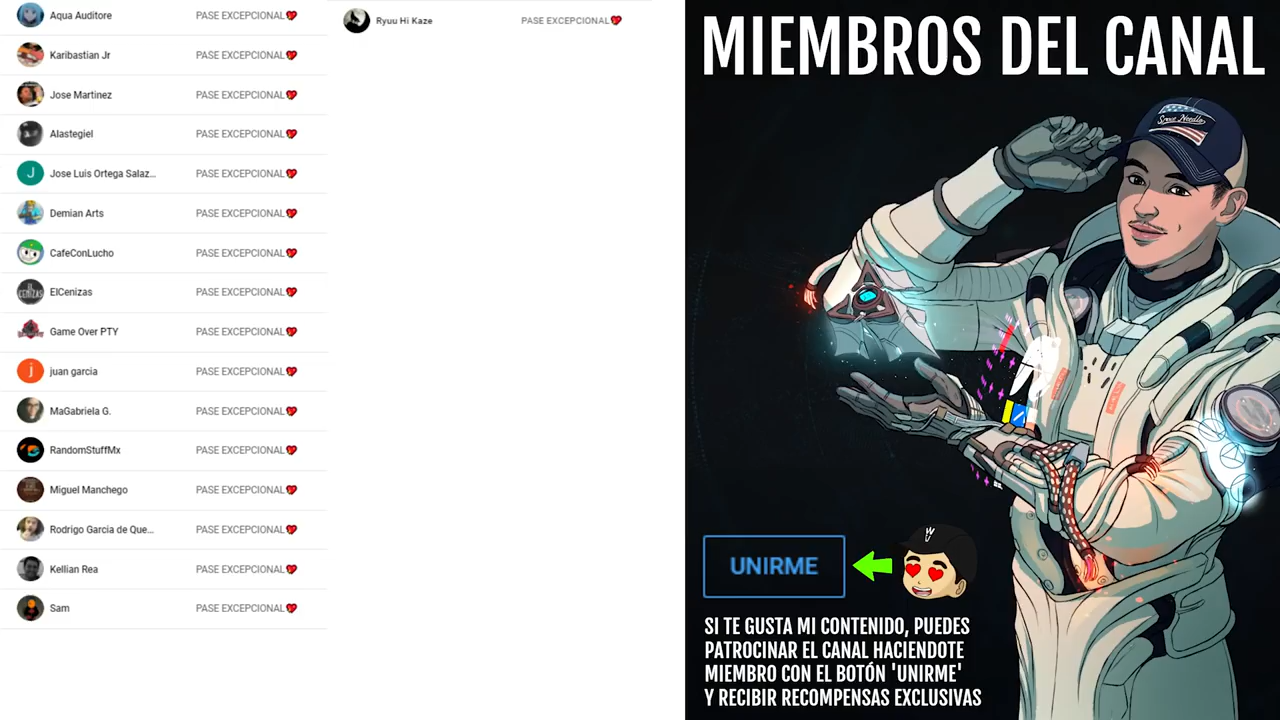 Aqua Auditore PASE EXCEPCIONAL
Karibastian Jr PASE EXCEPCIONAL
Jose Martinez PASE EXCEPCIONAL
Alastegiel PASE EXCEPCIONAL
J Jose Luis Ortega Salaz... PASE EXCEPCIONAL
Demian Arts PASE EXCEPCIONAL
CafeConLucho PASE EXCEPCIONAL
ElCenizas PASE EXCEPCIONAL
Game Over PTY PASE EXCEPCIONAL
j juan garcia PASE EXCEPCIONAL
MaGabriela G. PASE EXCEPCIONAL
RandomStuffMx PASE EXCEPCIONAL
Miguel Manchego PASE EXCEPCIONAL
Rodrigo Garcia de Que... PASE EXCEPCIONAL
Kellian Rea PASE EXCEPCIONAL
Sam PASE EXCEPCIONAL
Ryuu Hi Kaze PASE EXCEPCIONAL
MIEMBROS DEL CANAL
Space Needle
UNIRME
SI TE GUSTA MI CONTENIDO, PUEDES
PATROCINAR EL CANAL HACIENDOTE
MIEMBRO CON EL BOTÓN 'UNIRME'
Y RECIBIR RECOMPENSAS EXCLUSIVAS